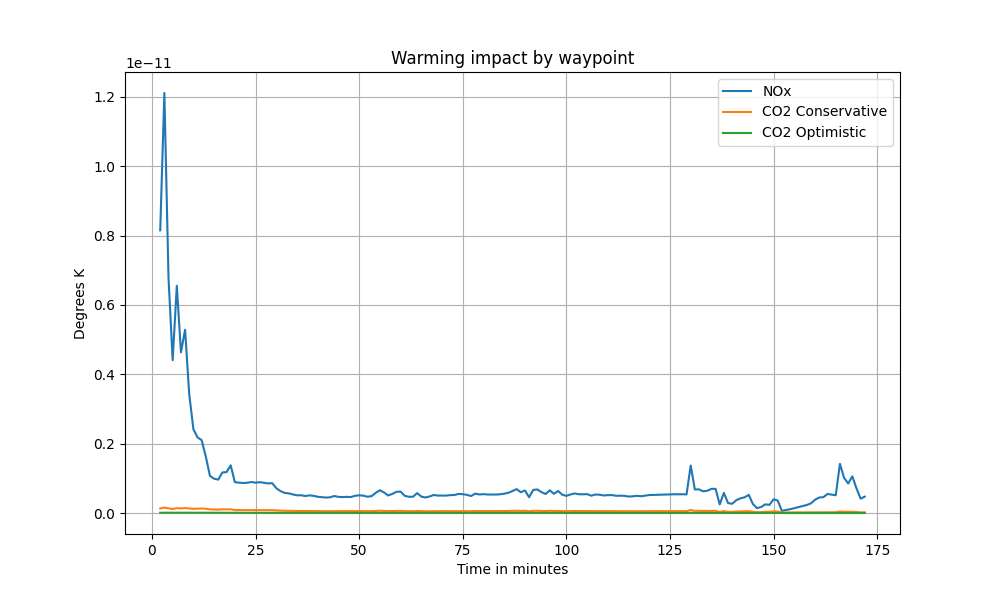 Warming impact by waypoint
1e−11
NOx
CO2 Conservative
CO2 Optimistic
1.2
1.0
0.8
0.6
0.4
0.2
0.0
Degrees K
0 25 50 75 100 125 150 175
Time in minutes